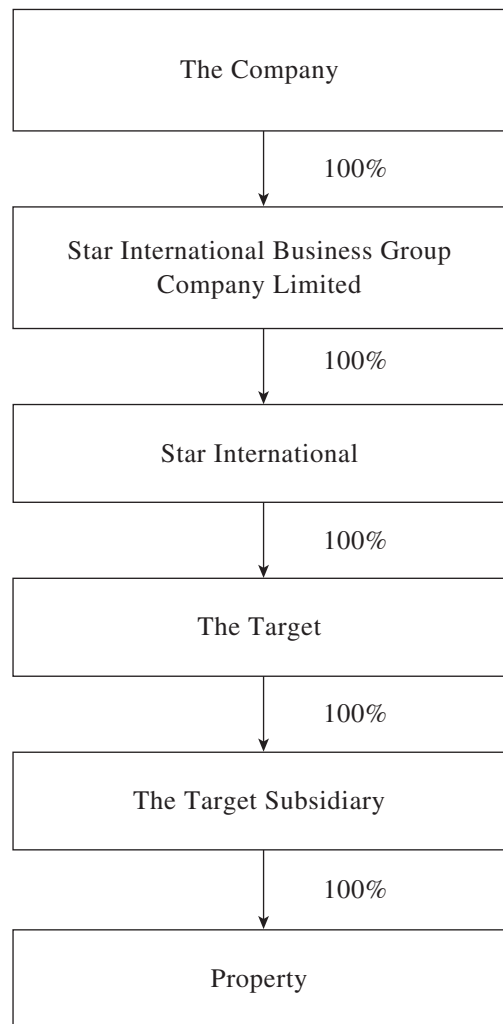 The Company
100%
Star International Business Group
Company Limited
100%
Star International
100%
The Target
100%
The Target Subsidiary
100%
Property